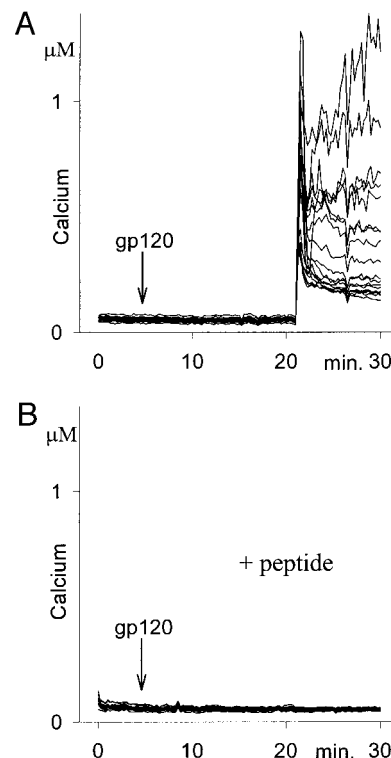 A
μM
1
Calcium
gp120
0
0 10 20 min. 30
B
μM
1
Calcium
+ peptide
gp120
0
0 10 20 min. 30